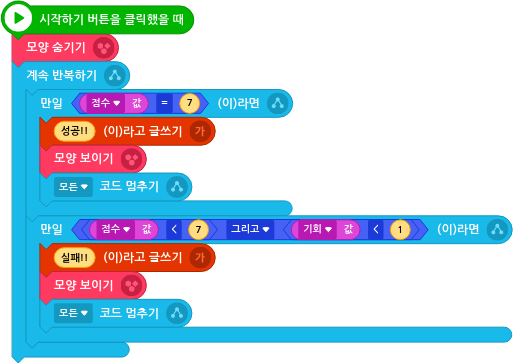 시작하기 버튼을 클릭했을 때
모양 숨기기
계속 반복하기
만일 점수 값 = 7 (이)라면
성공!! (이)라고 글쓰기 가
모양 보이기
모든 코드 멈추기
만일 점수 값 < 7 그리고 기회 값 < 1 (이)라면
실패!! (이)라고 글쓰기 가
모양 보이기
모든 코드 멈추기